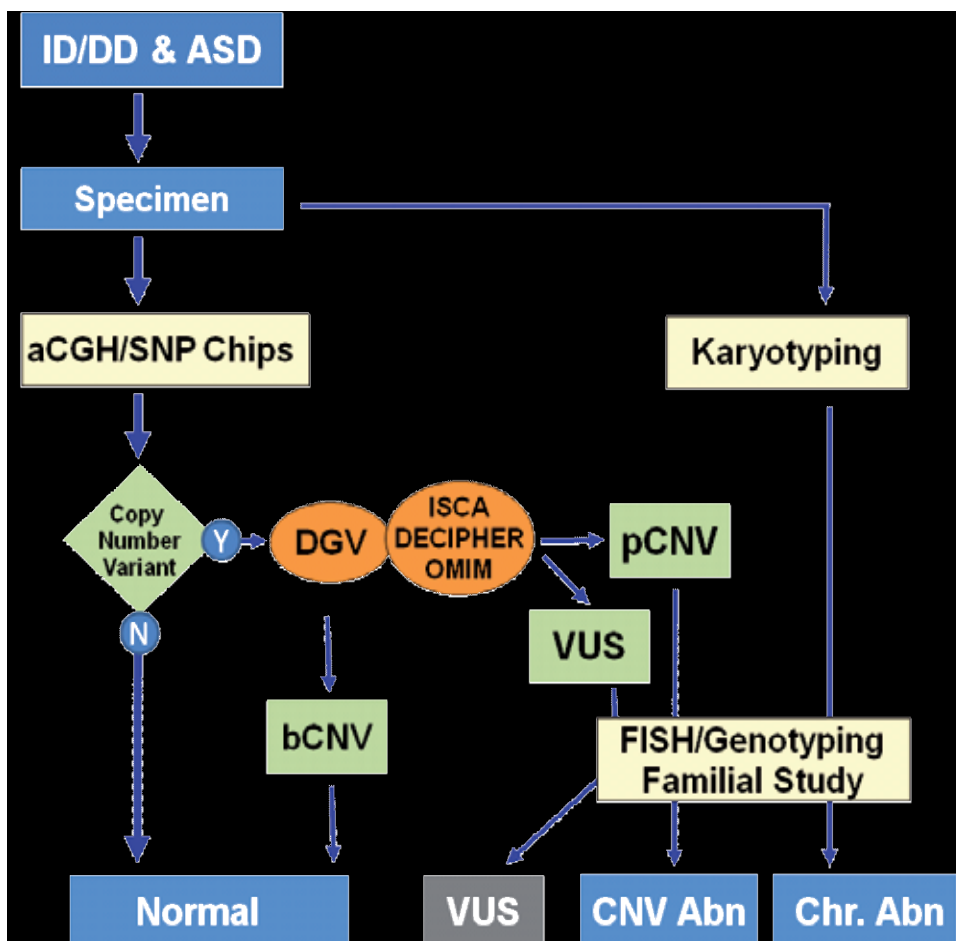 ID/DD & ASD
Specimen
aCGH/SNP Chips
Karyotyping
Copy
Number
Variant
Y
DGV
ISCA
DECIPHER
OMIM
pCNV
N
VUS
bCNV
FISH/Genotyping
Familial Study
Normal
VUS
CNV Abn
Chr. Abn